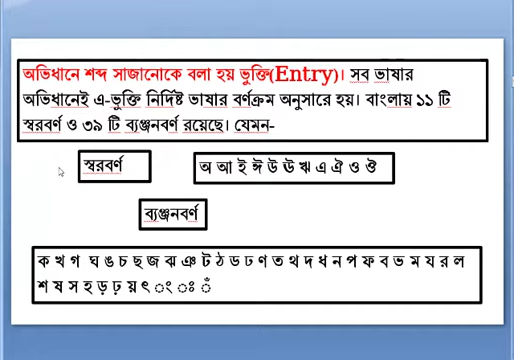 অভিধানে শব্দ সাজানোকে বলা হয় ভুক্তি(Entry)। সব ভাষার
অভিধানেই এ-ভুক্তি নির্দিষ্ট ভাষার বর্ণক্রম অনুসারে হয়। বাংলায় ১১ টি
স্বরবর্ণ ও ৩৯ টি ব্যঞ্জনবর্ণ রয়েছে। যেমন-
স্বরবর্ণ
অ আ ই ঈ উ ঊ ঋ এ ঐ ও ঔ
ব্যঞ্জনবর্ণ
ক খ গ ঘ ঙ চ ছ জ ঝ ঞ ট ঠ ড ঢ ণ ত থ দ ধ ন প ফ ব ভ ম য র ল
শ ষ স হ ড় ঢ় য় ৎ ং ঃ ঁ